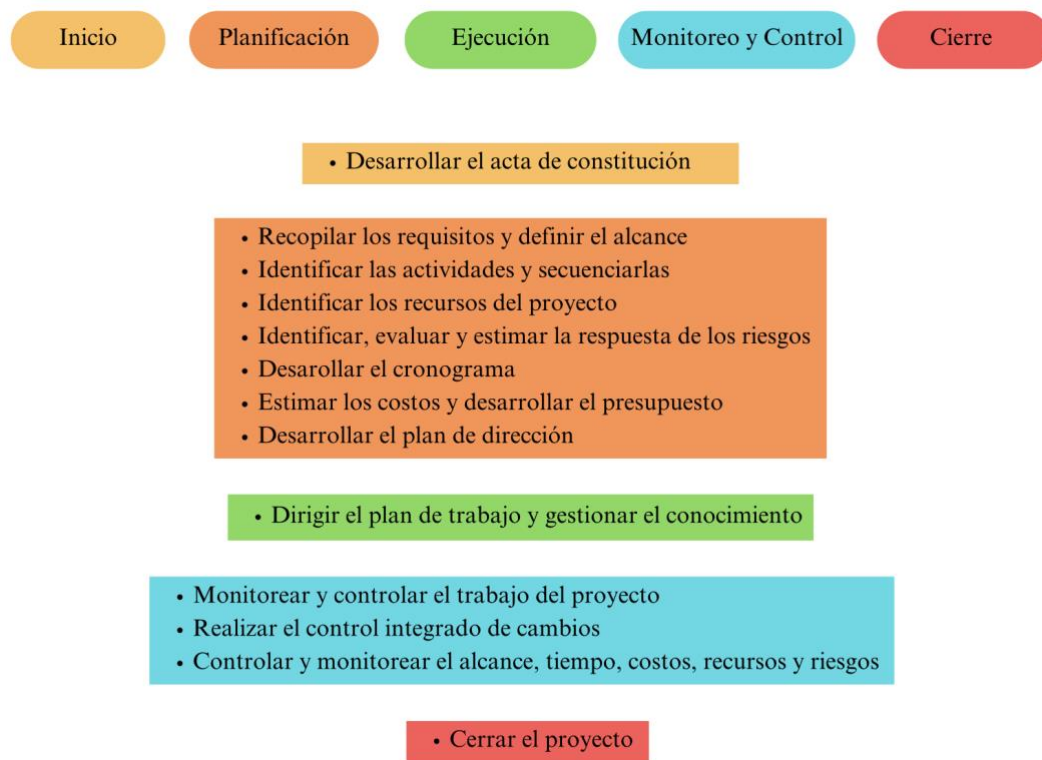 Inicio
Planificación
Ejecución
Monitoreo y Control
Cierre
• Desarrollar el acta de constitución
• Recopilar los requisitos y definir el alcance
• Identificar las actividades y secuenciarlas
• Identificar los recursos del proyecto
• Identificar, evaluar y estimar la respuesta de los riesgos
• Desarollar el cronograma
• Estimar los costos y desarrollar el presupuesto
• Desarrollar el plan de dirección
• Dirigir el plan de trabajo y gestionar el conocimiento
• Monitorear y controlar el trabajo del proyecto
• Realizar el control integrado de cambios
• Controlar y monitorear el alcance, tiempo, costos, recursos y riesgos
• Cerrar el proyecto